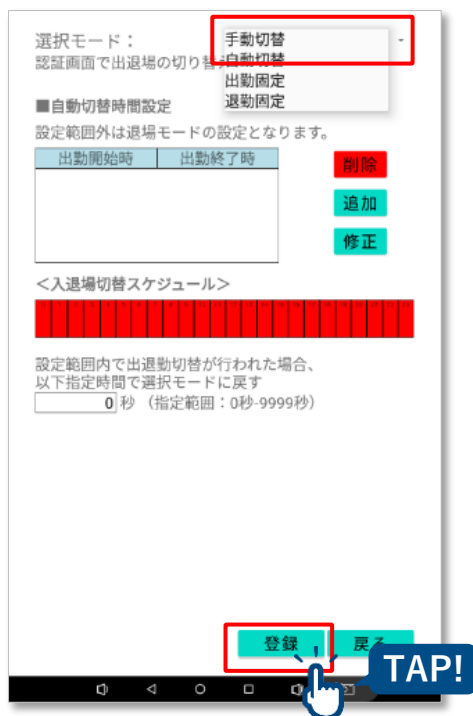 選択モード：
手動切替
認証画面で出退場の切り替
自動切替
出勤固定
退勤固定
■自動切替時間設定
設定範囲外は退場モードの設定となります。
出勤開始時 出勤終了時
削除
追加
修正
＜入退場切替スケジュール＞
設定範囲内で出退勤切替が行われた場合、
以下指定時間で選択モードに戻す
0 秒 （指定範囲：0秒-9999秒）
登録
戻る
TAP!